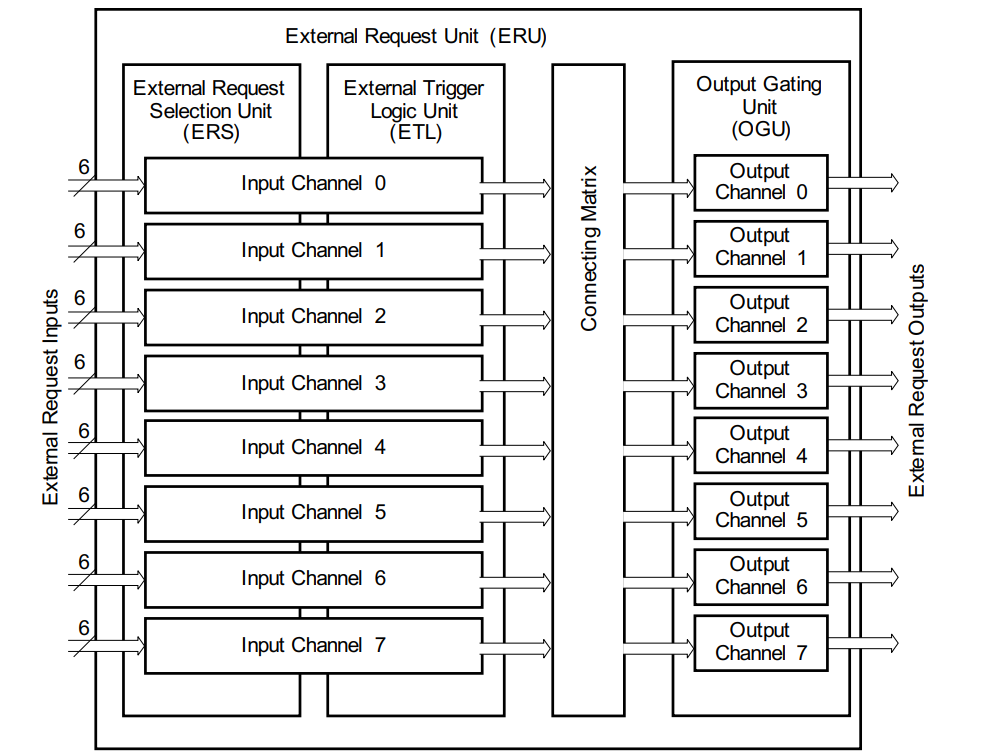 External Request Unit (ERU)
External Request
Selection Unit
(ERS)
External Trigger
Logic Unit
(ETL)
Connecting Matrix
Output Gating
Unit
(OGU)
External Request Inputs
6
Input Channel 0
Output
Channel 0
6
Input Channel 1
Output
Channel 1
6
Input Channel 2
Output
Channel 2
6
Input Channel 3
Output
Channel 3
6
Input Channel 4
Output
Channel 4
6
Input Channel 5
Output
Channel 5
6
Input Channel 6
Output
Channel 6
6
Input Channel 7
Output
Channel 7
External Request Outputs